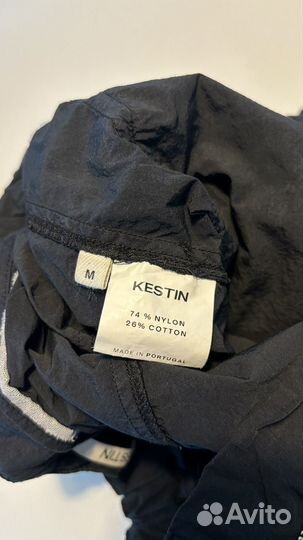 M
KESTIN
74 % NYLON
26% COTTON
MADE IN PORTUGAL
Avito